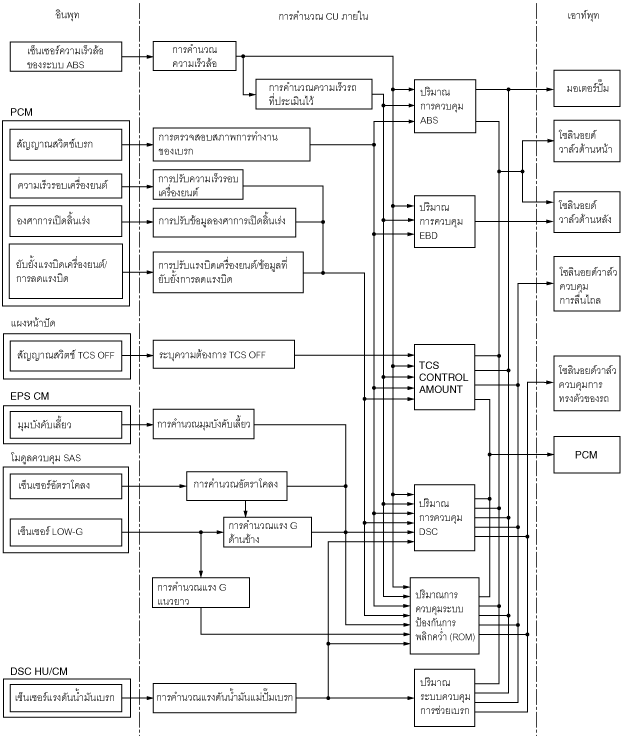 อินพุท
การคำนวณ CU ภายใน
เอาท์พุท
เซ็นเซอร์ความเร็วล้อ
ของระบบ ABS
การคำนวณ
ความเร็วล้อ
การคำนวณความเร็วรถ
ที่ประเมินไว้
ปริมาณ
การควบคุม
ABS
มอเตอร์ปั๊ม
PCM
สัญญาณสวิตช์เบรก
การตรวจสอบสภาพการทำงาน
ของเบรก
โซลินอยด์
วาล์วด้านหน้า
ความเร็วรอบเครื่องยนต์
การปรับความเร็วรอบ
เครื่องยนต์
องศาการเปิดลิ้นเร่ง
การปรับข้อมูลองศาการเปิดลิ้นเร่ง
ปริมาณ
การควบคุม
EBD
โซลินอยด์
วาล์วด้านหลัง
ยับยั้งแรงบิดเครื่องยนต์/
การลดแรงบิด
การปรับแรงบิดเครื่องยนต์/ข้อมูลที่
ยับยั้งการลดแรงบิด
โซลินอยด์วาล์ว
ควบคุม
การลื่นไถล
แผงหน้าปัด
สัญญาณสวิตช์ TCS OFF
ระบุความต้องการ TCS OFF
TCS
CONTROL
AMOUNT
โซลินอยด์วาล์ว
ควบคุมการ
ทรงตัวของรถ
EPS CM
มุมบังคับเลี้ยว
การคำนวณมุมบังคับเลี้ยว
PCM
โมดูลควบคุม SAS
เซ็นเซอร์อัตราโคลง
การคำนวณอัตราโคลง
เซ็นเซอร์ LOW-G
การคำนวณแรง G
ด้านข้าง
ปริมาณ
การควบคุม
DSC
การคำนวณแรง G
แนวยาว
ปริมาณการ
ควบคุมระบบ
ป้องกันการ
พลิกคว่ำ (ROM)
DSC HU/CM
เซ็นเซอร์แรงดันน้ำมันเบรก
การคำนวณแรงดันน้ำมันแม่ปั๊มเบรก
ปริมาณ
ระบบควบคุม
การช่วยเบรก